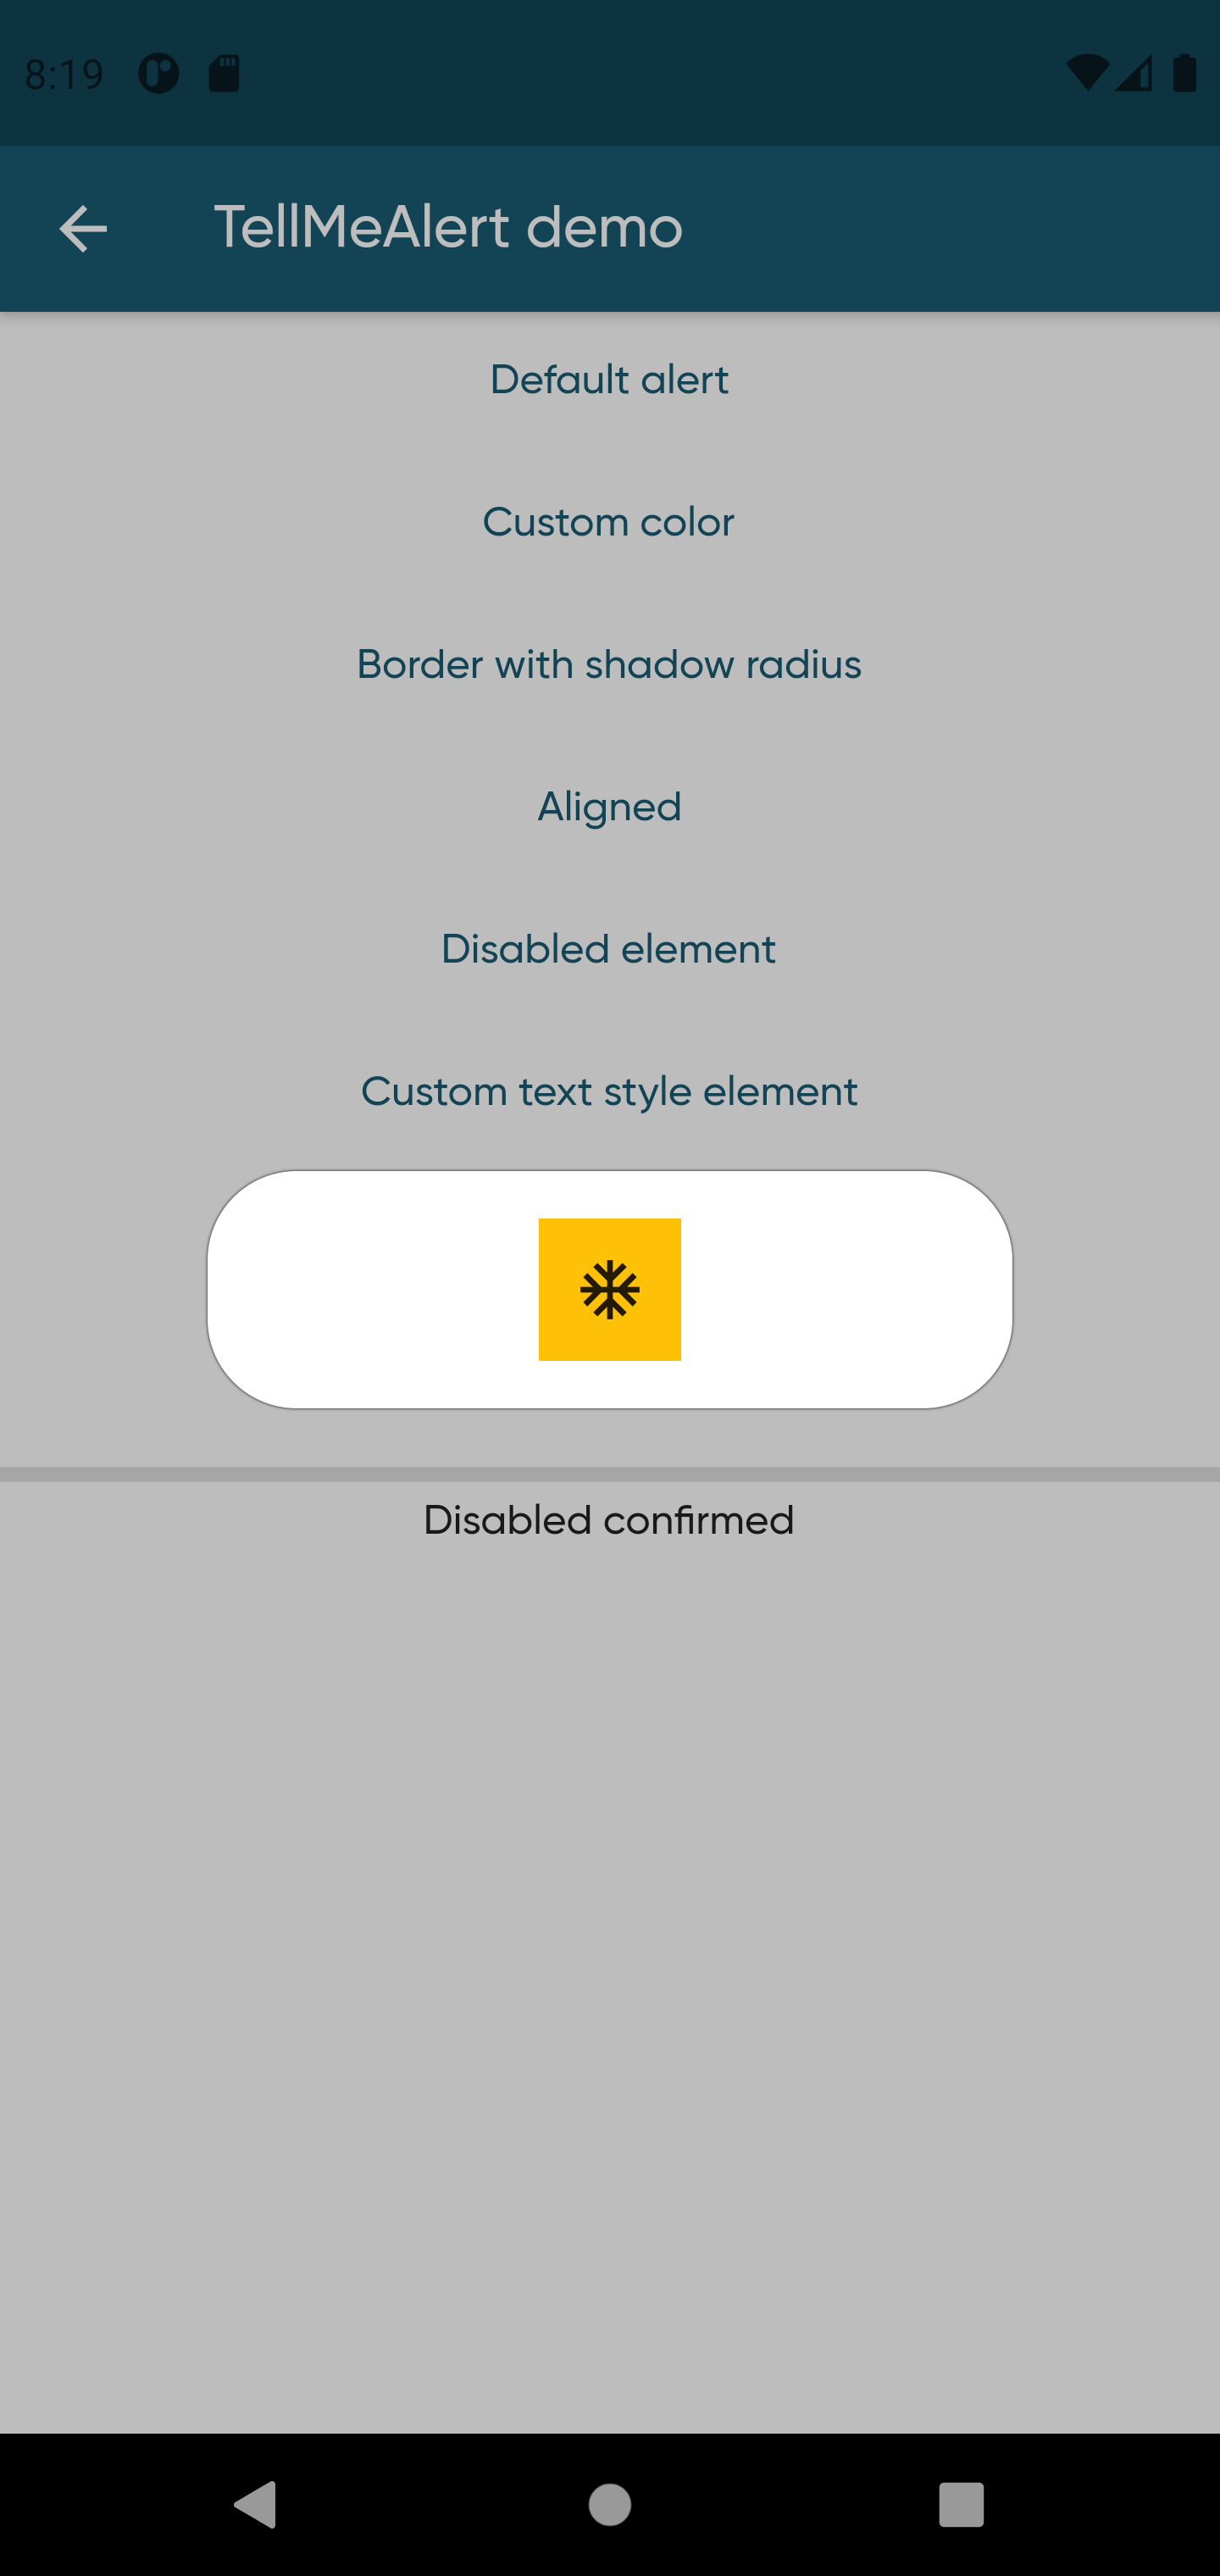 8:19
TellMeAlert demo
Default alert
Custom color
Border with shadow radius
Aligned
Disabled element
Custom text style element
Disabled confirmed